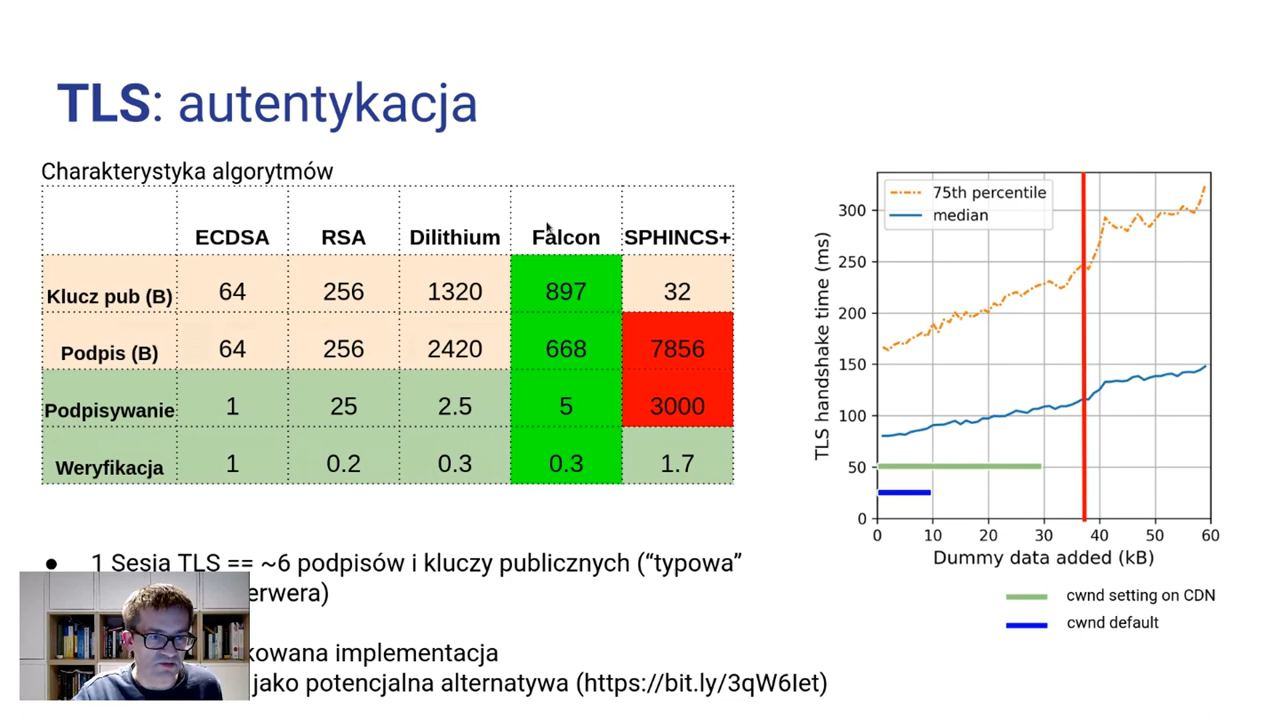 TLS: autentykacja
Charakterystyka algorytmów
ECDSA RSA Dilithium Falcon SPHINCS+
Klucz pub (B) 64 256 1320 897 32
Podpis (B) 64 256 2420 668 7856
Podpisywanie 1 25 2.5 5 3000
Weryfikacja 1 0.2 0.3 0.3 1.7
● 1 Sesja TLS == ~6 podpisów i kluczy publicznych (“typowa”
jako potencjalna alternatywa (https://bit.ly/3qW6Iet)
75th percentile
median
TLS handshake time (ms)
300
250
200
150
100
50
0
0 10 20 30 40 50 60
Dummy data added (kB)
cwnd setting on CDN
cwnd default